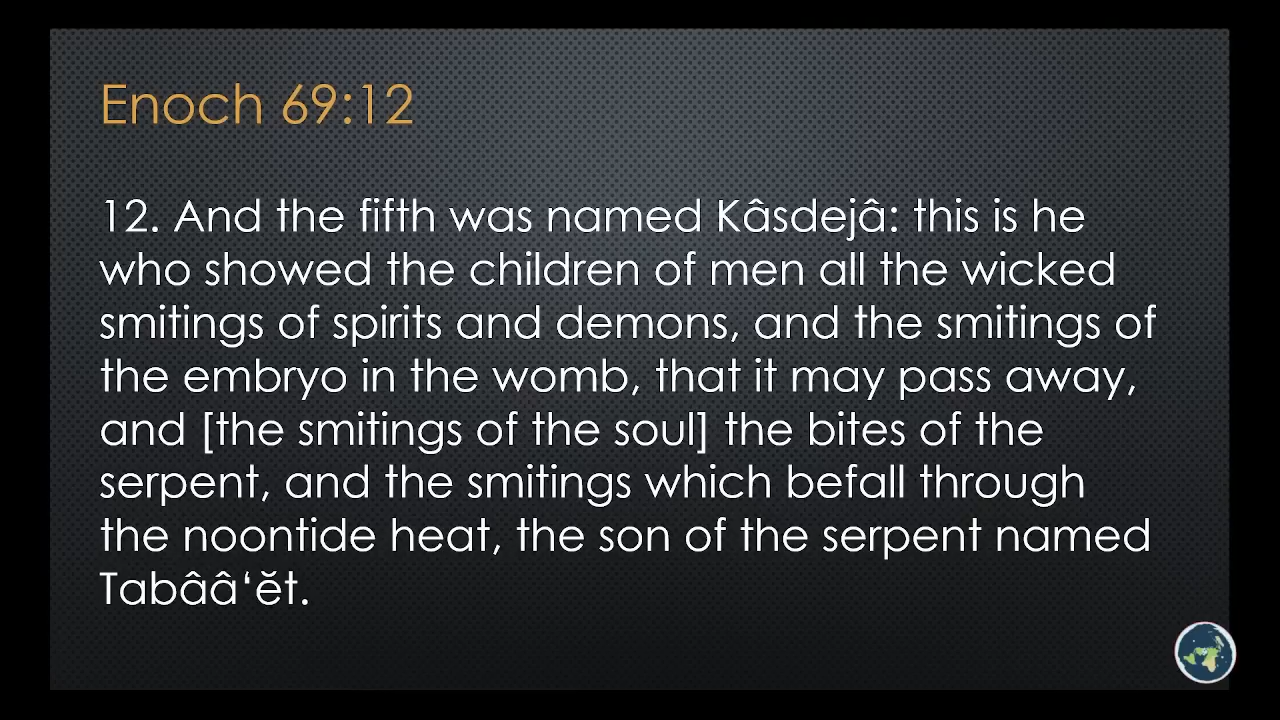 Enoch 69:12
12. And the fifth was named Kâsdejâ: this is he
who showed the children of men all the wicked
smitings of spirits and demons, and the smitings of
the embryo in the womb, that it may pass away,
and [the smitings of the soul] the bites of the
serpent, and the smitings which befall through
the noontide heat, the son of the serpent named
Tabââ‘ĕt.